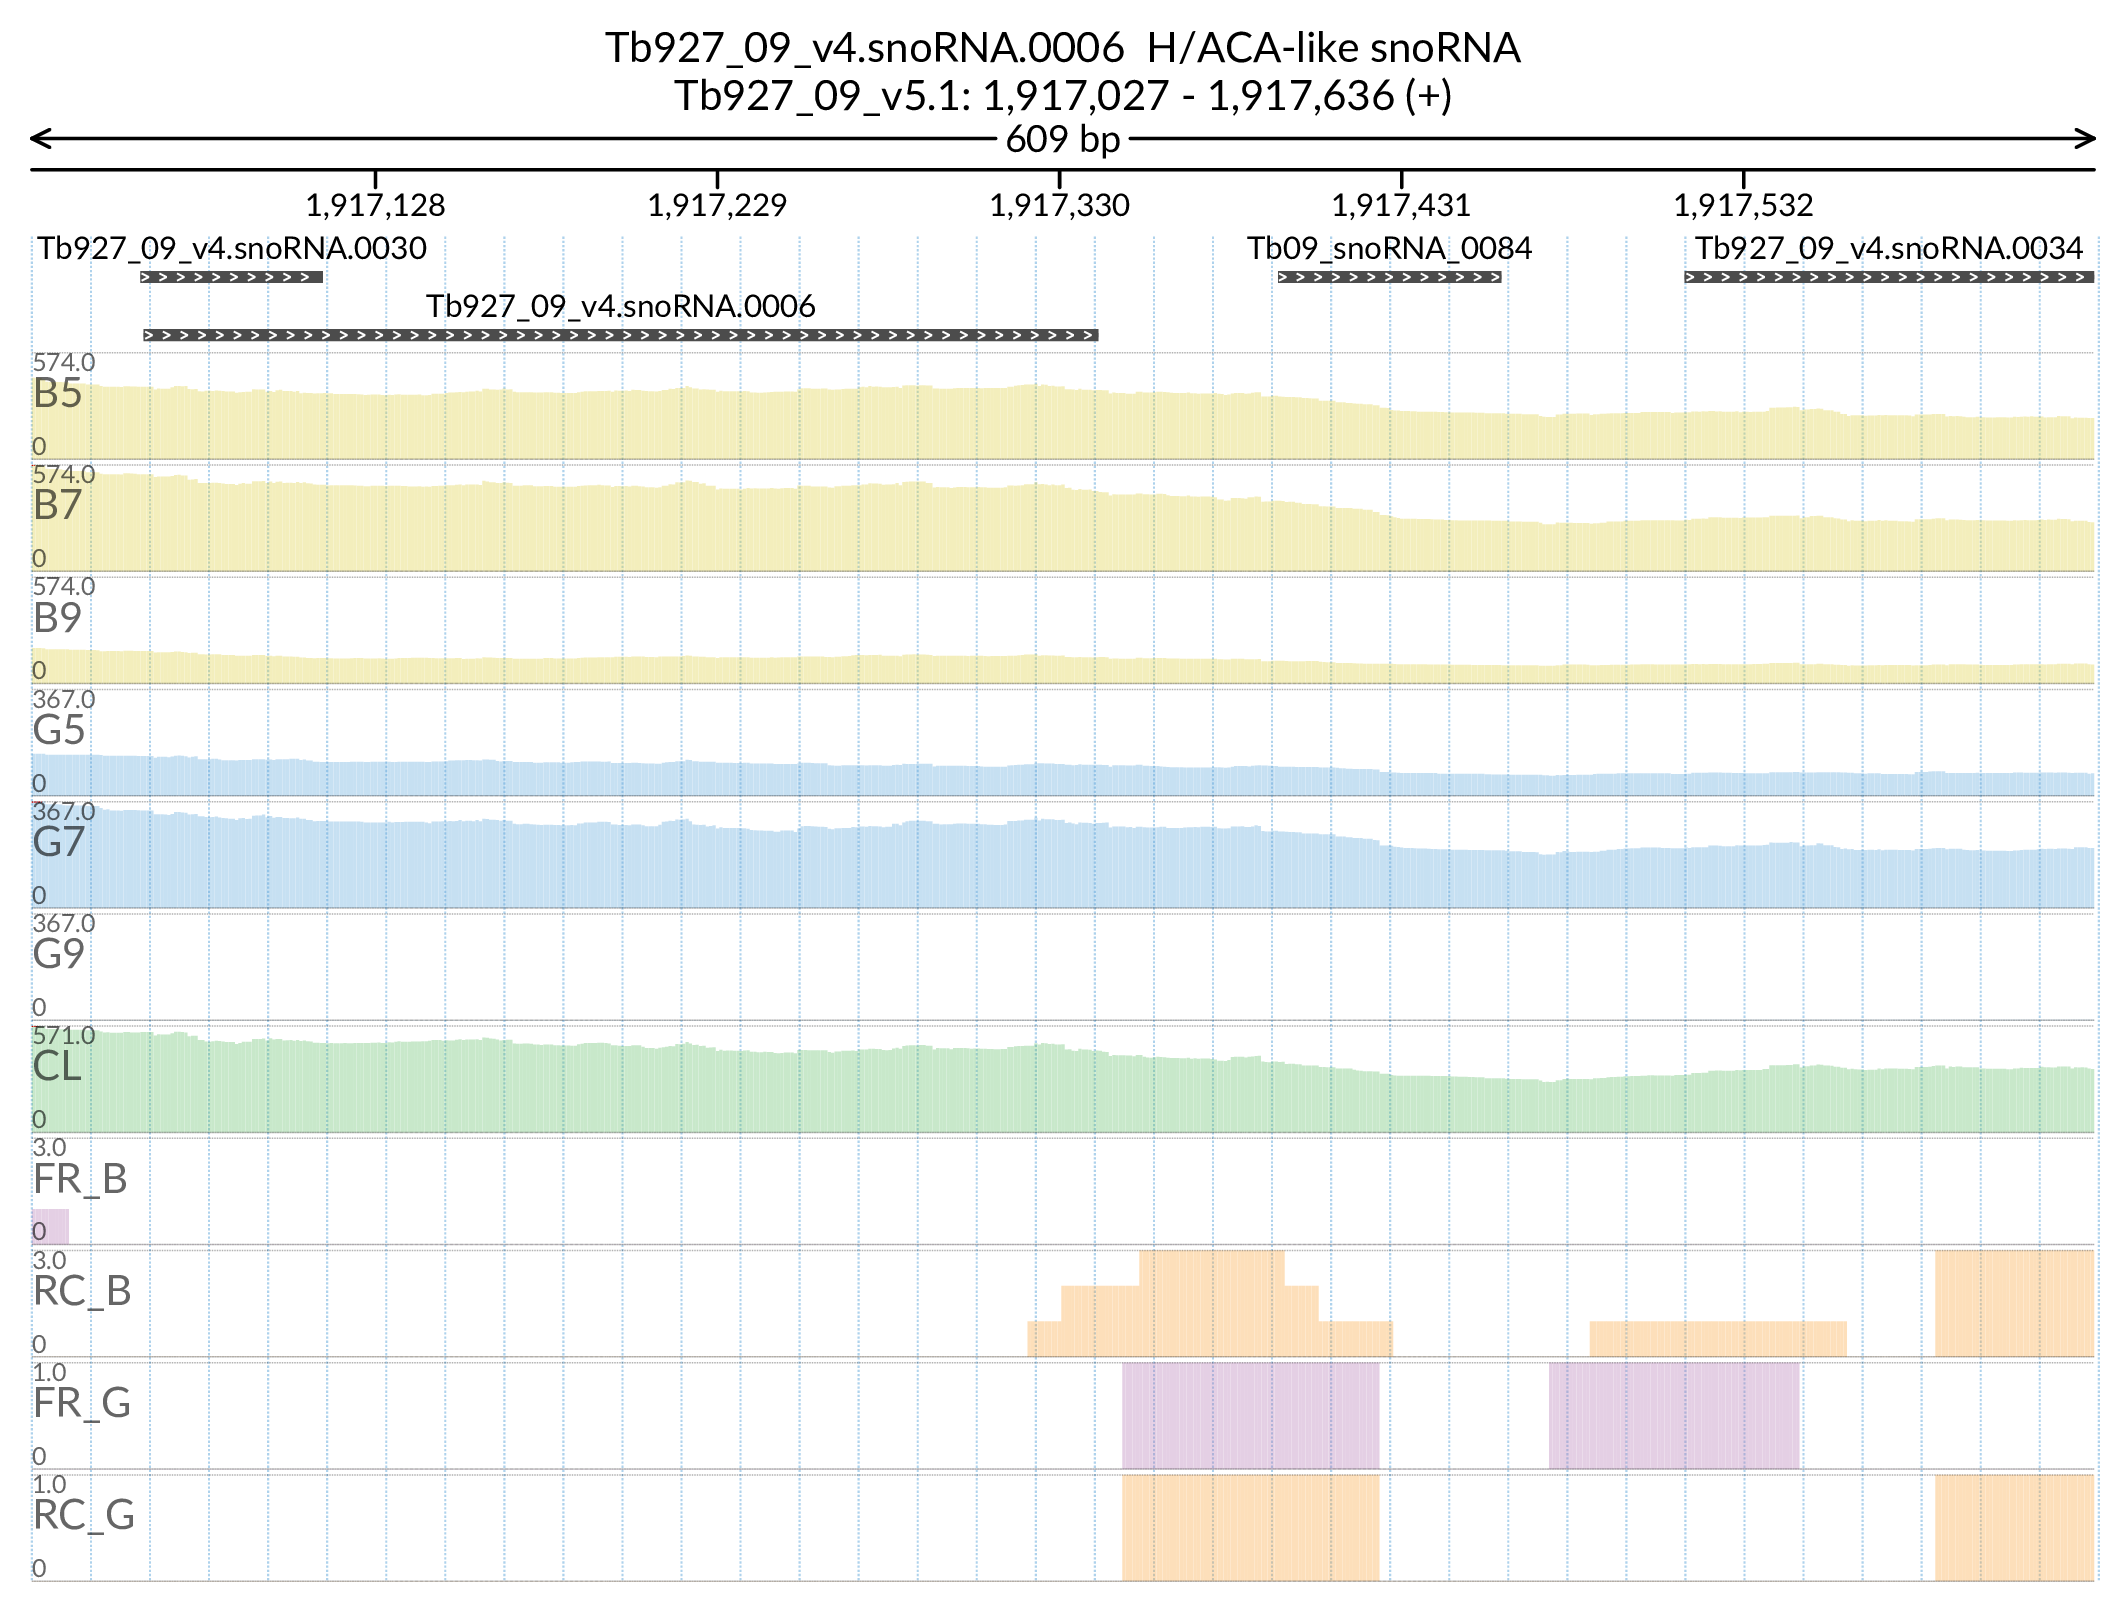 Tb927_09_v4.snoRNA.0006 H/ACA-like snoRNA
Tb927_09_v5.1: 1,917,027 - 1,917,636 (+)
609 bp
1,917,128 1,917,229 1,917,330 1,917,431 1,917,532
Tb927_09_v4.snoRNA.0030 Tb09_snoRNA_0084 Tb927_09_v4.snoRNA.0034
Tb927_09_v4.snoRNA.0006
574.0
B5
0
574.0
B7
0
574.0
B9
0
367.0
G5
0
367.0
G7
0
367.0
G9
0
571.0
CL
0
3.0
FR_B
0
3.0
RC_B
0
1.0
FR_G
0
1.0
RC_G
0